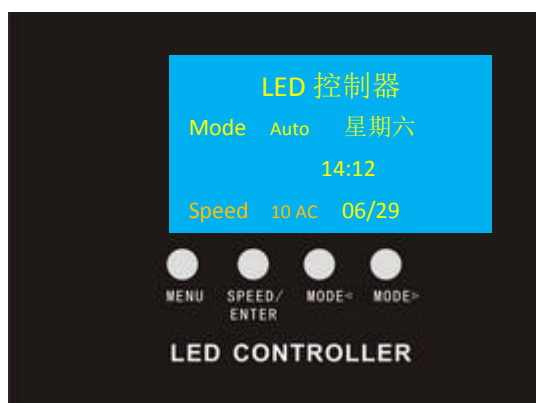 LED 控制器
Mode Auto 星期六
14:12
Speed 10 AC 06/29
MENU SPEED/ENTER MODE< MODE>
LED CONTROLLER